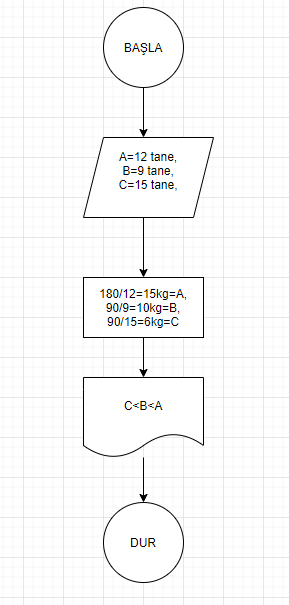 BAŞLA
A=12 tane,
B=9 tane,
C=15 tane,
180/12=15kg=A,
90/9=10kg=B,
90/15=6kg=C
C<B<A
DUR